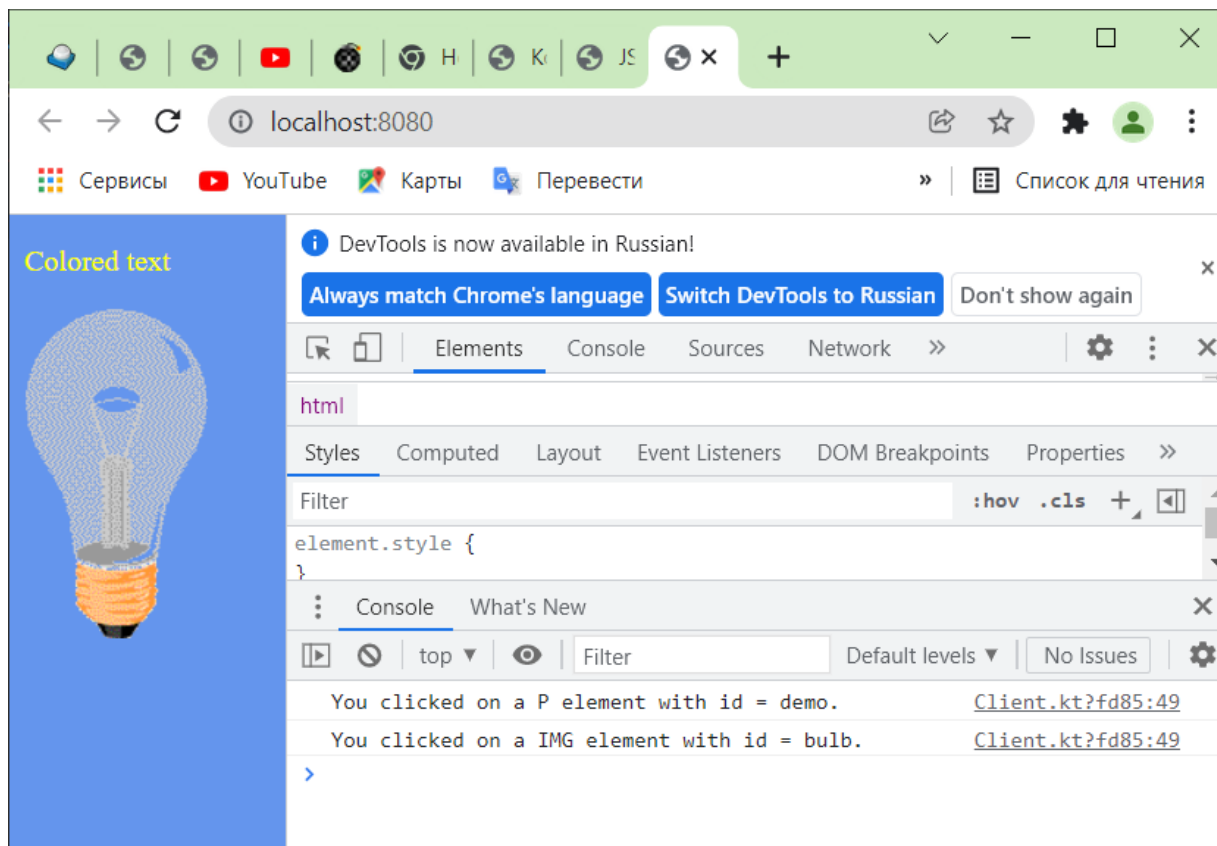 H
JS
localhost:8080
Сервисы YouTube Карты Перевести » Список для чтения
Colored text
DevTools is now available in Russian!
Always match Chrome's language Switch DevTools to Russian Don't show again
Elements Console Sources Network »
html
Styles Computed Layout Event Listeners DOM Breakpoints Properties »
Filter :hov .cls +
element.style {
}
Console What's New
top ▼ Filter Default levels ▼ No Issues
You clicked on a P element with id = demo. Client.kt?fd85:49
You clicked on a IMG element with id = bulb. Client.kt?fd85:49
>